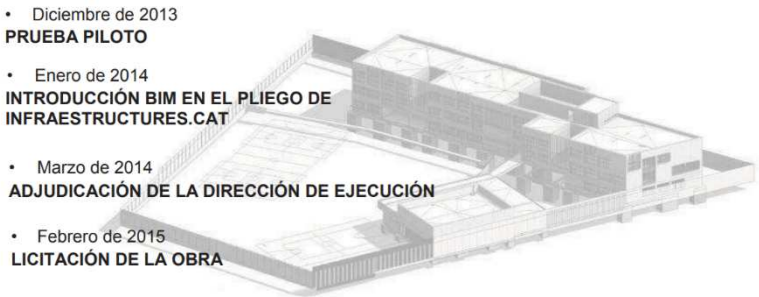 • Diciembre de 2013
PRUEBA PILOTO
• Enero de 2014
INTRODUCCIÓN BIM EN EL PLIEGO DE
INFRAESTRUCTURES.CAT
• Marzo de 2014
ADJUDICACIÓN DE LA DIRECCIÓN DE EJECUCIÓN
• Febrero de 2015
LICITACIÓN DE LA OBRA